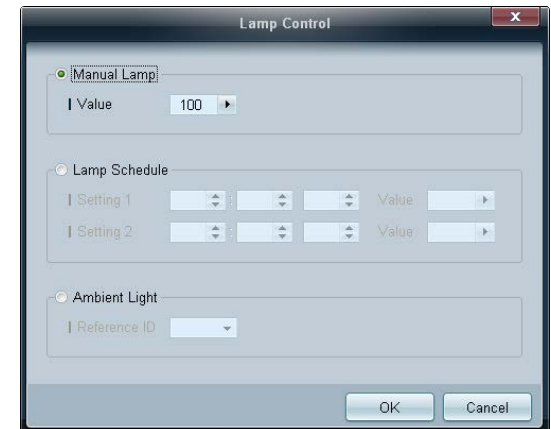 Lamp Control
x
Manual Lamp
Value 100
Lamp Schedule
Setting 1 : Value
Setting 2 : Value
Ambient Light
Reference ID
OK Cancel